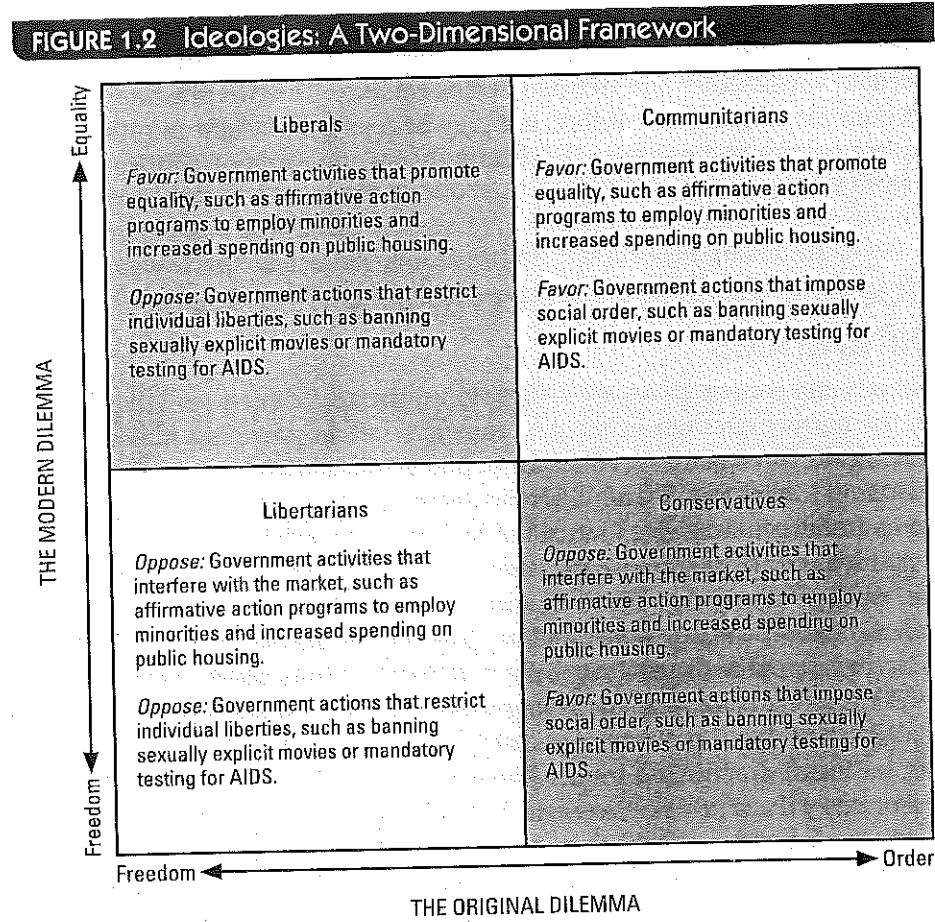 FIGURE 1.2 Ideologies: A Two-Dimensional Framework
Equality
THE MODERN DILEMMA
Freedom
Liberals
Favor: Government activities that promote
equality, such as affirmative action
programs to employ minorities and
increased spending on public housing.
Oppose: Government actions that restrict
individual liberties, such as banning
sexually explicit movies or mandatory
testing for AIDS.
Communitarians
Favor: Government activities that promote
equality, such as affirmative action
programs to employ minorities and
increased spending on public housing.
Favor: Government actions that impose
social order, such as banning sexually
explicit movies or mandatory testing for
AIDS.
Libertarians
Oppose: Government activities that
interfere with the market, such as
affirmative action programs to employ
minorities and increased spending on
public housing.
Oppose: Government actions that restrict
individual liberties, such as banning
sexually explicit movies or mandatory
testing for AIDS.
Conservatives
Oppose: Government activities that
interfere with the market, such as
affirmative action programs to employ
minorities and increased spending on
public housing.
Favor: Government actions that impose
social order, such as banning sexually
explicit movies or mandatory testing for
AIDS.
Freedom
Order
THE ORIGINAL DILEMMA